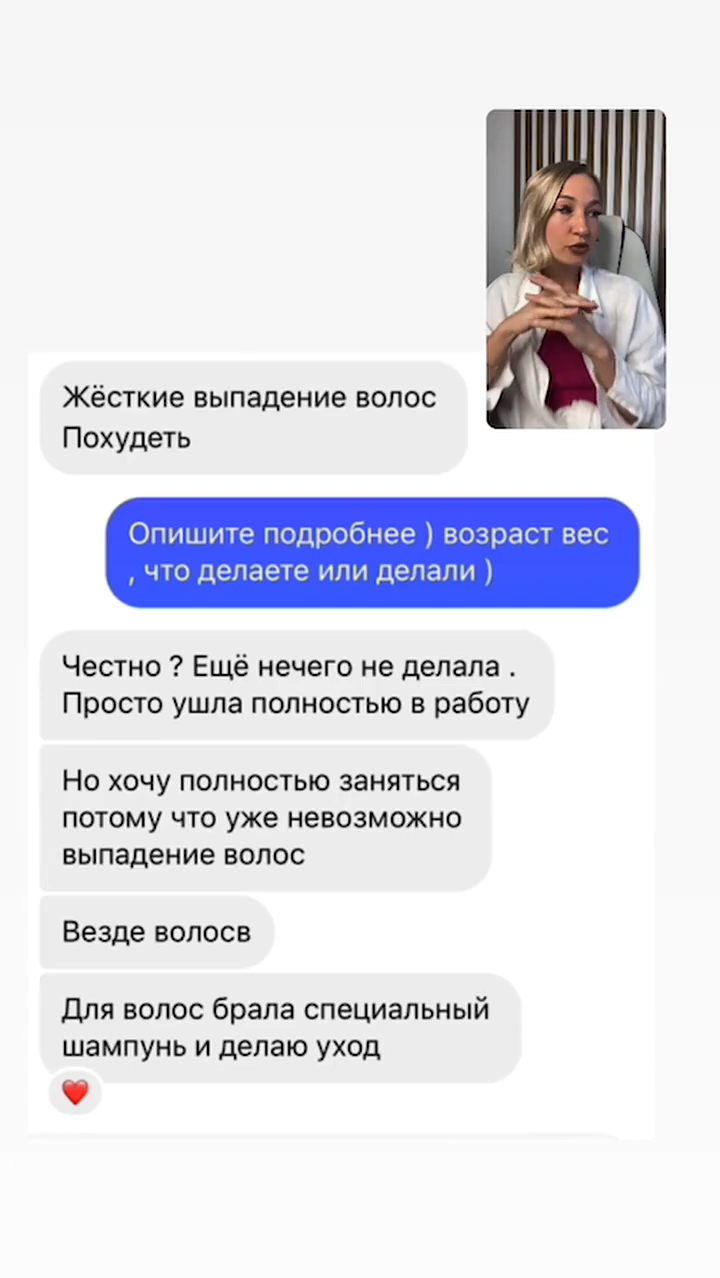 Жёсткие выпадение волос
Похудеть
Опишите подробнее ) возраст вес
, что делаете или делали )
Честно ? Ещё нечего не делала .
Просто ушла полностью в работу
Но хочу полностью заняться
потому что уже невозможно
выпадение волос
Везде волосв
Для волос брала специальный
шампунь и делаю уход